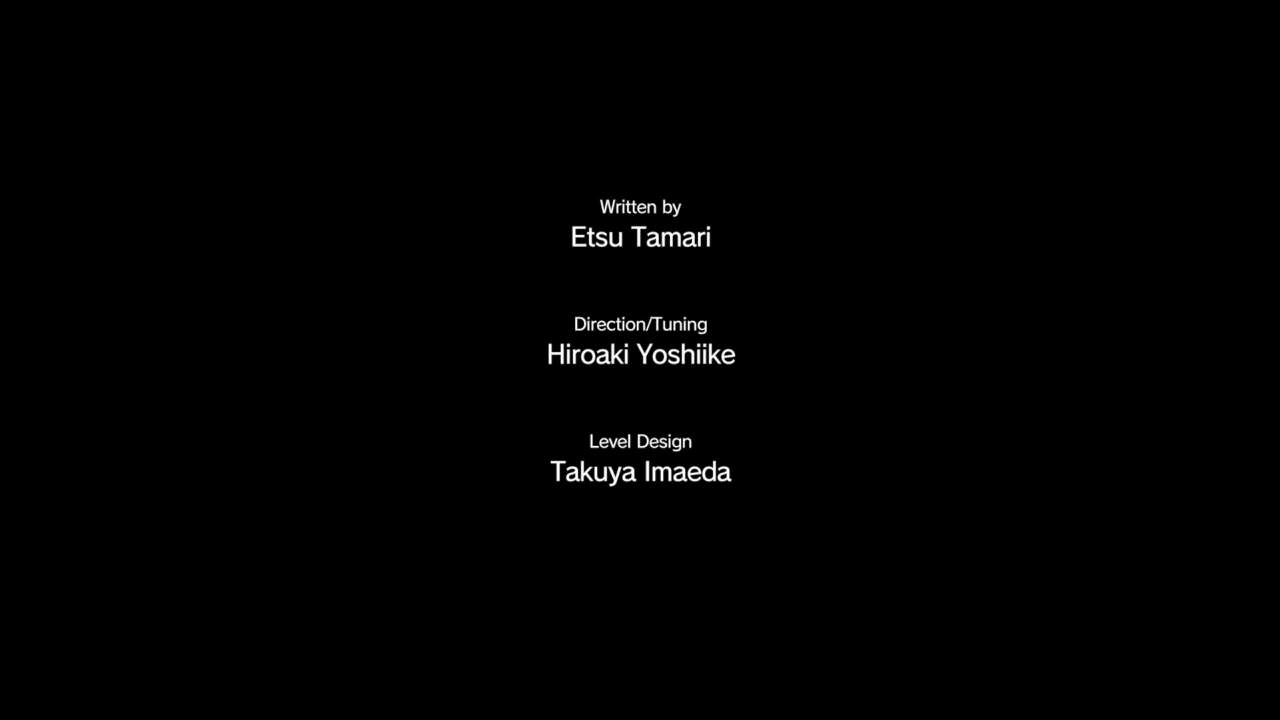 Written by
Etsu Tamari
Direction/Tuning
Hiroaki Yoshiike
Level Design
Takuya Imaeda